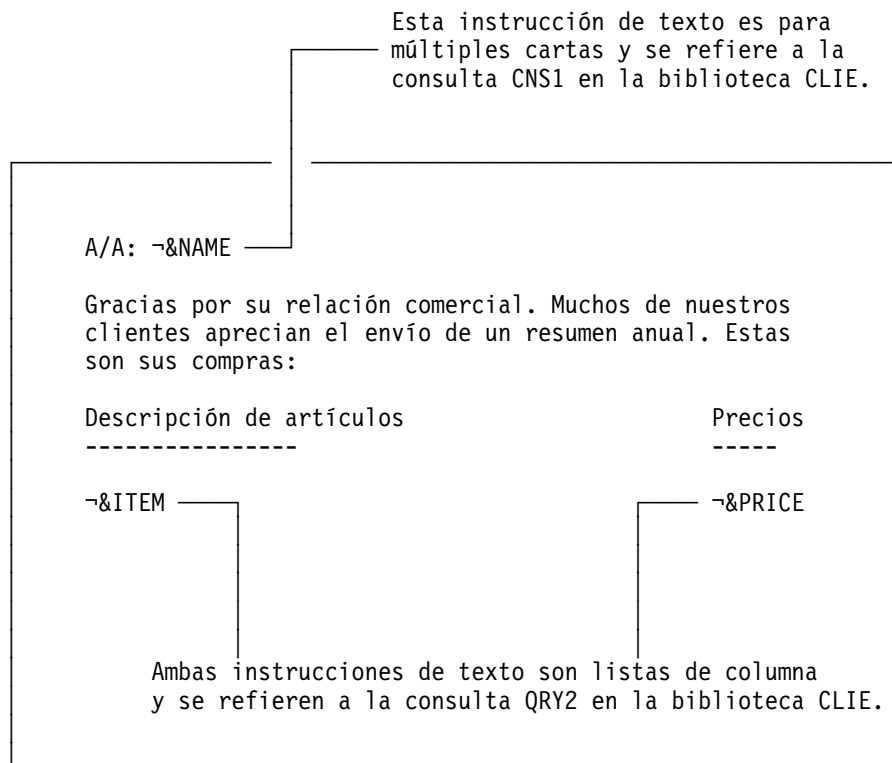 Esta instrucción de texto es para
múltiples cartas y se refiere a la
consulta CNS1 en la biblioteca CLIE.
A/A: ¬&NAME
Gracias por su relación comercial. Muchos de nuestros
clientes aprecian el envío de un resumen anual. Estas
son sus compras:
Descripción de artículos Precios
---------------- -----
¬&ITEM ¬&PRICE
Ambas instrucciones de texto son listas de columna
y se refieren a la consulta QRY2 en la biblioteca CLIE.